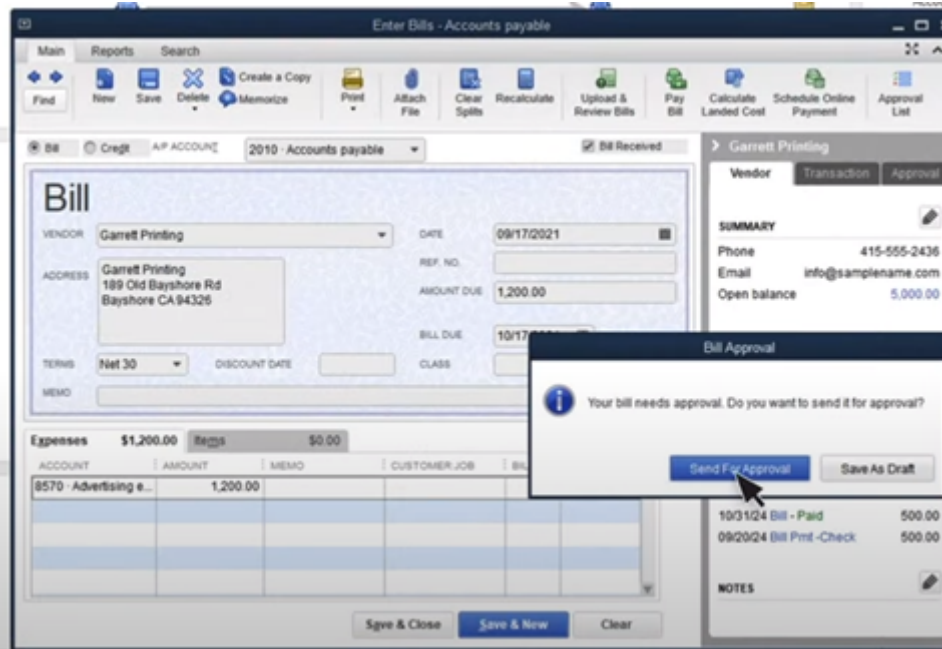 Enter Bills - Accounts payable
Main Reports Search
Find
New
Save
Delete
Create a Copy
Memorize
Print
Attach File
Clear Splits
Recalculate
Upload & Review Bills
Pay Bill
Calculate Landed Cost
Schedule Online Payment
Approval List
Bill Credit A/P ACCOUNT 2010 · Accounts payable Bill Received
Bill
VENDOR Garrett Printing
DATE 09/17/2021
ADDRESS Garrett Printing
189 Old Bayshore Rd
Bayshore CA 94326
REF. NO.
AMOUNT DUE 1,200.00
BILL DUE
TERMS Net 30 DISCOUNT DATE CLASS
MEMO
Expenses $1,200.00 Items $0.00
ACCOUNT AMOUNT MEMO CUSTOMER:JOB
8570 · Advertising e... 1,200.00
Save & Close Save & New Clear
Garrett Printing
Vendor Transaction Approval
SUMMARY
Phone 415-555-2436
Email info@samplename.com
Open balance 5,000.00
Bill Approval
Your bill needs approval. Do you want to send it for approval?
Send For Approval Save As Draft
10/31/24 Bill - Paid 500.00
09/20/24 Bill Pmt -Check 500.00
NOTES